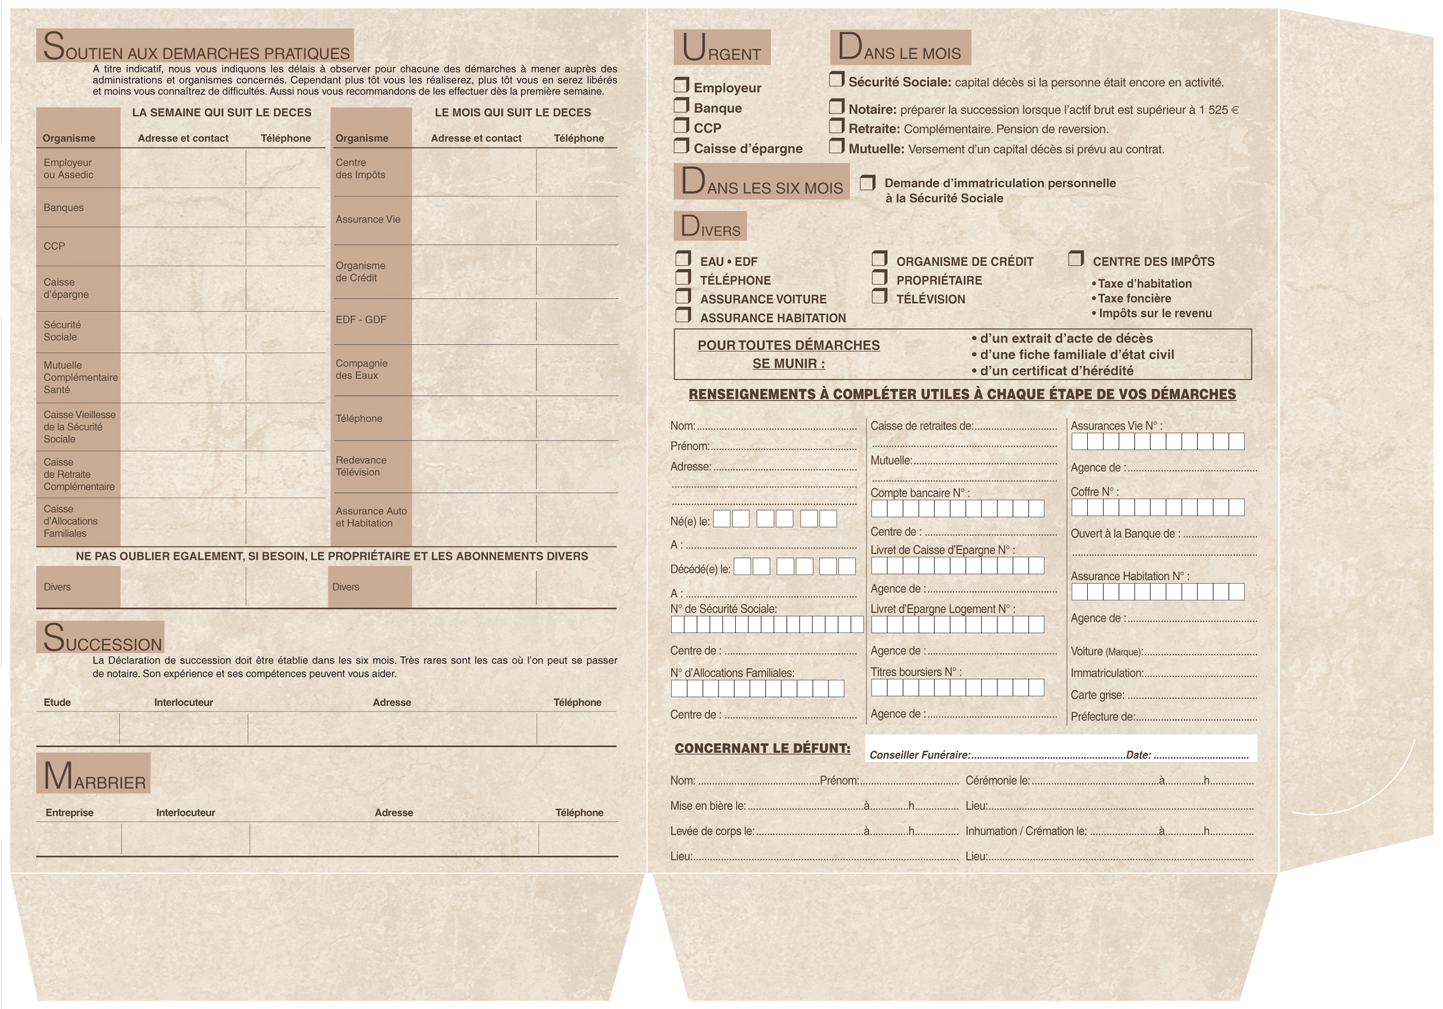 SOUTIEN AUX DEMARCHES PRATIQUES
A titre indicatif, nous vous indiquons les délais à observer pour chacune des démarches à mener auprès des
administrations et organismes concernés. Cependant plus tôt vous les réaliserez, plus tôt vous en serez libérés
et moins vous connaîtrez de difficultés. Aussi nous vous recommandons de les effectuer dès la première semaine.
LA SEMAINE QUI SUIT LE DECES
Organisme Adresse et contact Téléphone
Employeur
ou Assedic
Banques
CCP
Caisse
d'épargne
Sécurité
Sociale
Mutuelle
Complémentaire
Santé
Caisse Vieillesse
de la Sécurité
Sociale
Caisse
de Retraite
Complémentaire
Caisse
d'Allocations
Familiales
LE MOIS QUI SUIT LE DECES
Organisme Adresse et contact Téléphone
Centre
des Impôts
Assurance Vie
Organisme
de Crédit
EDF - GDF
Compagnie
des Eaux
Téléphone
Redevance
Télévision
Assurance Auto
et Habitation
NE PAS OUBLIER EGALEMENT, SI BESOIN, LE PROPRIÉTAIRE ET LES ABONNEMENTS DIVERS
Divers Divers
SUCCESSION
La Déclaration de succession doit être établie dans les six mois. Très rares sont les cas où l'on peut se passer
de notaire. Son expérience et ses compétences peuvent vous aider.
Etude Interlocuteur Adresse Téléphone
MARBRIER
Entreprise Interlocuteur Adresse Téléphone
URGENT
Employeur
Banque
CCP
Caisse d'épargne
DANS LE MOIS
Sécurité Sociale: capital décès si la personne était encore en activité.
Notaire: préparer la succession lorsque l'actif brut est supérieur à 1 525 €
Retraite: Complémentaire. Pension de reversion.
Mutuelle: Versement d'un capital décès si prévu au contrat.
DANS LES SIX MOIS
Demande d'immatriculation personnelle
à la Sécurité Sociale
DIVERS
EAU • EDF
TÉLÉPHONE
ASSURANCE VOITURE
ASSURANCE HABITATION
ORGANISME DE CRÉDIT
PROPRIÉTAIRE
TÉLÉVISION
CENTRE DES IMPÔTS
• Taxe d'habitation
• Taxe foncière
• Impôts sur le revenu
POUR TOUTES DÉMARCHES
SE MUNIR :
• d'un extrait d'acte de décès
• d'une fiche familiale d'état civil
• d'un certificat d'hérédité
RENSEIGNEMENTS À COMPLÉTER UTILES À CHAQUE ÉTAPE DE VOS DÉMARCHES
Nom:
Prénom:
Adresse:
Né(e) le:
A :
Décédé(e) le:
A :
N° de Sécurité Sociale:
Centre de :
N° d'Allocations Familiales:
Centre de :
Caisse de retraites de:
Mutuelle:
Compte bancaire N° :
Centre de :
Livret de Caisse d'Epargne N° :
Agence de :
Livret d'Epargne Logement N° :
Agence de :
Titres boursiers N° :
Agence de :
Assurances Vie N° :
Agence de :
Coffre N° :
Ouvert à la Banque de :
Assurance Habitation N° :
Agence de :
Voiture (Marque):
Immatriculation:
Carte grise:
Préfecture de:
CONCERNANT LE DÉFUNT:
Conseiller Funéraire: Date:
Nom: Prénom: Cérémonie le: à h
Mise en bière le: à h Lieu:
Levée de corps le: à h Inhumation / Crémation le: à h
Lieu: Lieu: